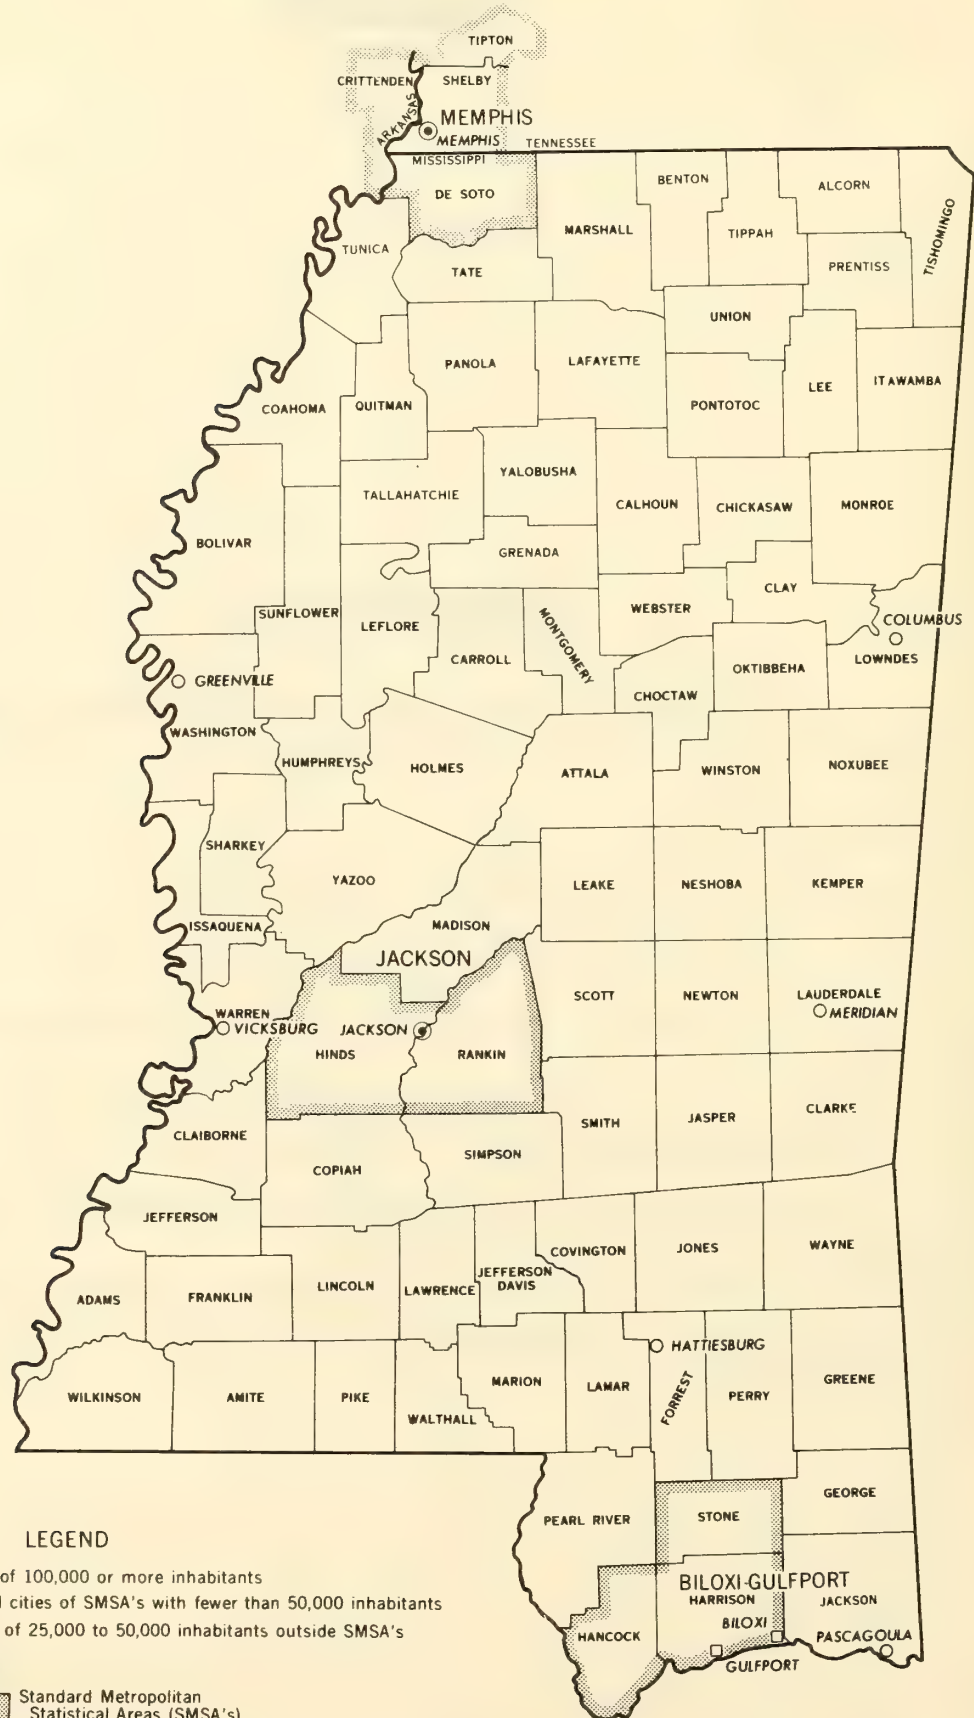 TIPTON
CRITTENDEN
SHELBY
ARKANSAS
MEMPHIS
MEMPHIS
TENNESSEE
MISSISSIPPI
DE SOTO
BENTON
ALCORN
TISHOMINGO
MARSHALL
TIPPAH
TUNICA
TATE
PRENTISS
UNION
PANOLA
LAFAYETTE
LEE
ITAWAMBA
COAHOMA
QUITMAN
PONTOTOC
TALLAHATCHIE
YALOBUSHA
CALHOUN
CHICKASAW
MONROE
BOLIVAR
GRENADA
CLAY
SUNFLOWER
LEFLORE
WEBSTER
COLUMBUS
MONTGOMERY
CARROLL
LOWNDES
OKTIBBEHA
GREENVILLE
CHOCTAW
WASHINGTON
HUMPHREYS
HOLMES
ATTALA
WINSTON
NOXUBEE
SHARKEY
YAZOO
LEAKE
NESHOBA
KEMPER
ISSAQUENA
MADISON
JACKSON
SCOTT
NEWTON
LAUDERDALE
WARREN
MERIDIAN
VICKSBURG
JACKSON
HINDS
RANKIN
SMITH
JASPER
CLARKE
CLAIBORNE
COPIAH
SIMPSON
JEFFERSON
COVINGTON
JONES
WAYNE
ADAMS
FRANKLIN
LINCOLN
LAWRENCE
JEFFERSON
DAVIS
HATTIESBURG
WILKINSON
AMITE
PIKE
WALTHALL
MARION
LAMAR
FORREST
PERRY
GREENE
PEARL RIVER
STONE
GEORGE
BILOXI-GULFPORT
HARRISON
JACKSON
HANCOCK
BILOXI
PASCAGOULA
GULFPORT
LEGEND
of 100,000 or more inhabitants
cities of SMSA's with fewer than 50,000 inhabitants
of 25,000 to 50,000 inhabitants outside SMSA's
Standard Metropolitan
Statistical Areas (SMSA's)